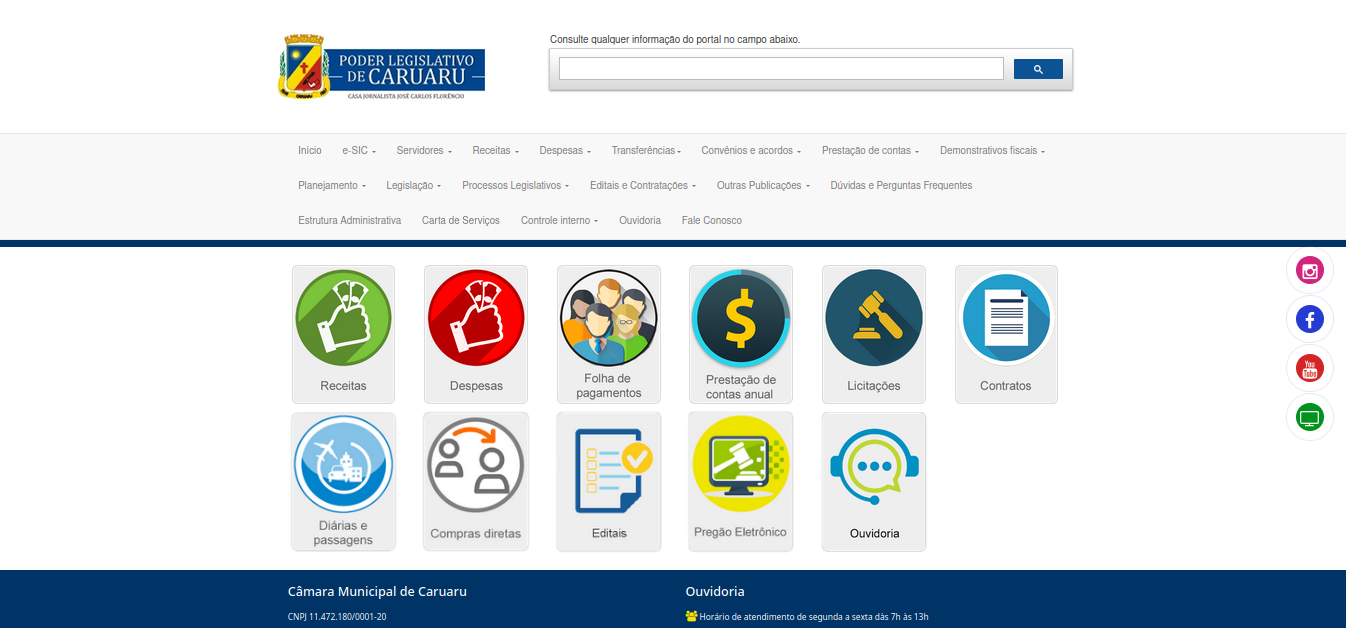 Consulte qualquer informação do portal no campo abaixo.
PODER LEGISLATIVO
DE CARUARU
CASA JORNALISTA JOSÉ CARLOS FLORÊNCIO
Início e-SIC Servidores Receitas Despesas Transferências Convênios e acordos Prestação de contas Demonstrativos fiscais
Planejamento Legislação Processos Legislativos Editais e Contratações Outras Publicações Dúvidas e Perguntas Frequentes
Estrutura Administrativa Carta de Serviços Controle interno Ouvidoria Fale Conosco
Receitas
Despesas
Folha de
pagamentos
Prestação de
contas anual
Licitações
Contratos
Diárias e
passagens
Compras diretas
Editais
Pregão Eletrônico
Ouvidoria
You
Tube
Câmara Municipal de Caruaru
CNPJ 11.472.180/0001-20
Ouvidoria
Horário de atendimento de segunda a sexta dàs 7h às 13h